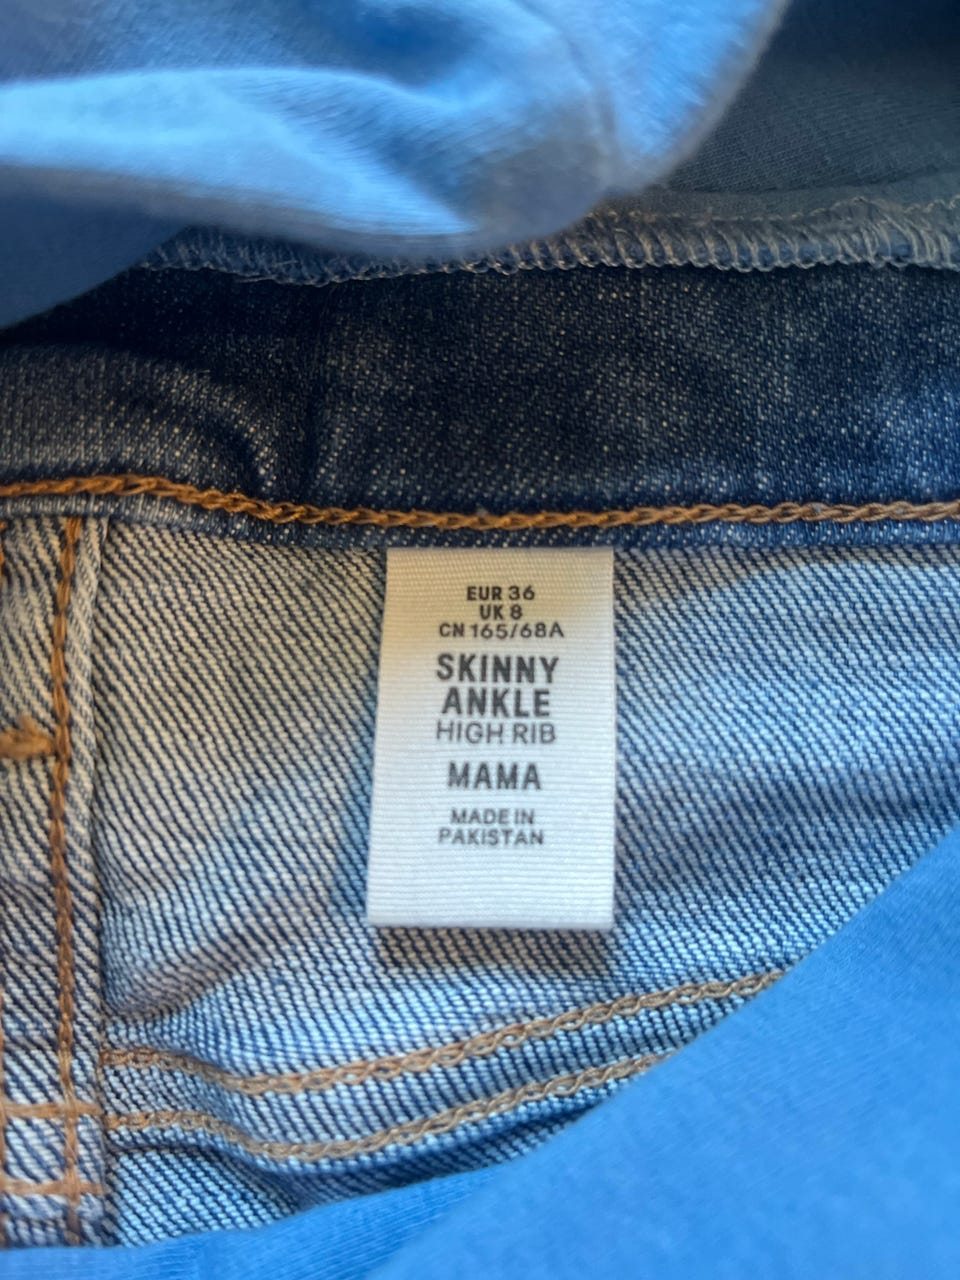 EUR 36
UK 8
CN 165/68A
SKINNY
ANKLE
HIGH RIB
MAMA
MADE IN
PAKISTAN